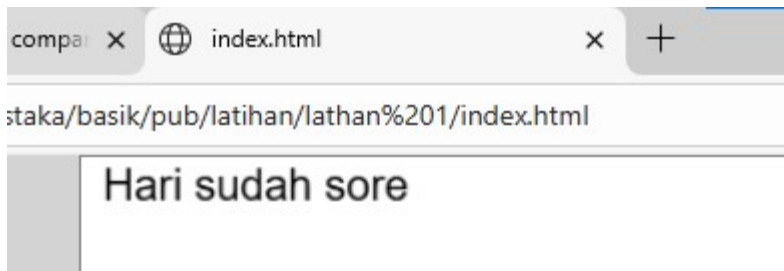 compa index.html
staka/basik/pub/latihan/lathan%201/index.html
Hari sudah sore